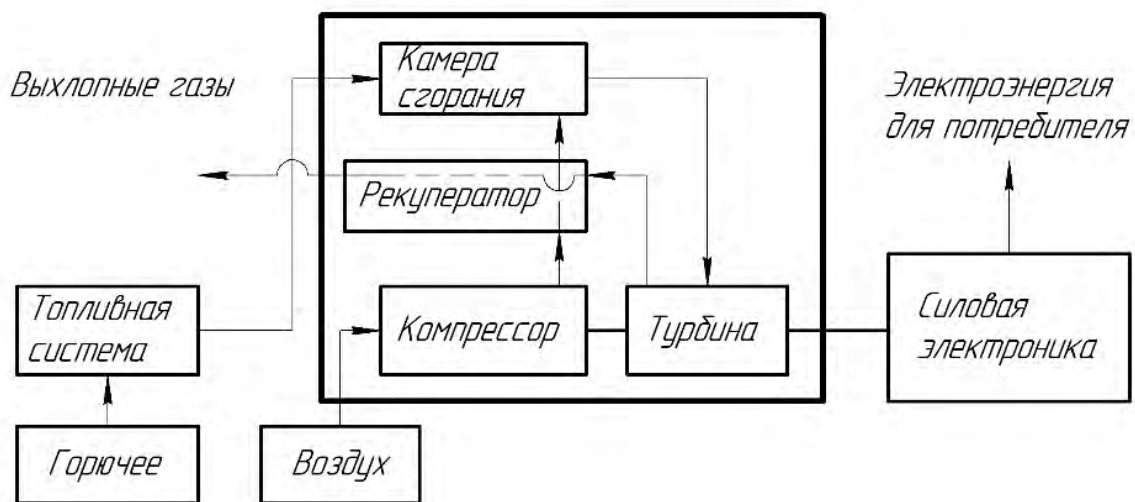 Выхлопные газы
Камера
сгорания
Электроэнергия
для потребителя
Рекуператор
Топливная
система
Компрессор
Турбина
Силовая
электроника
Горючее
Воздух